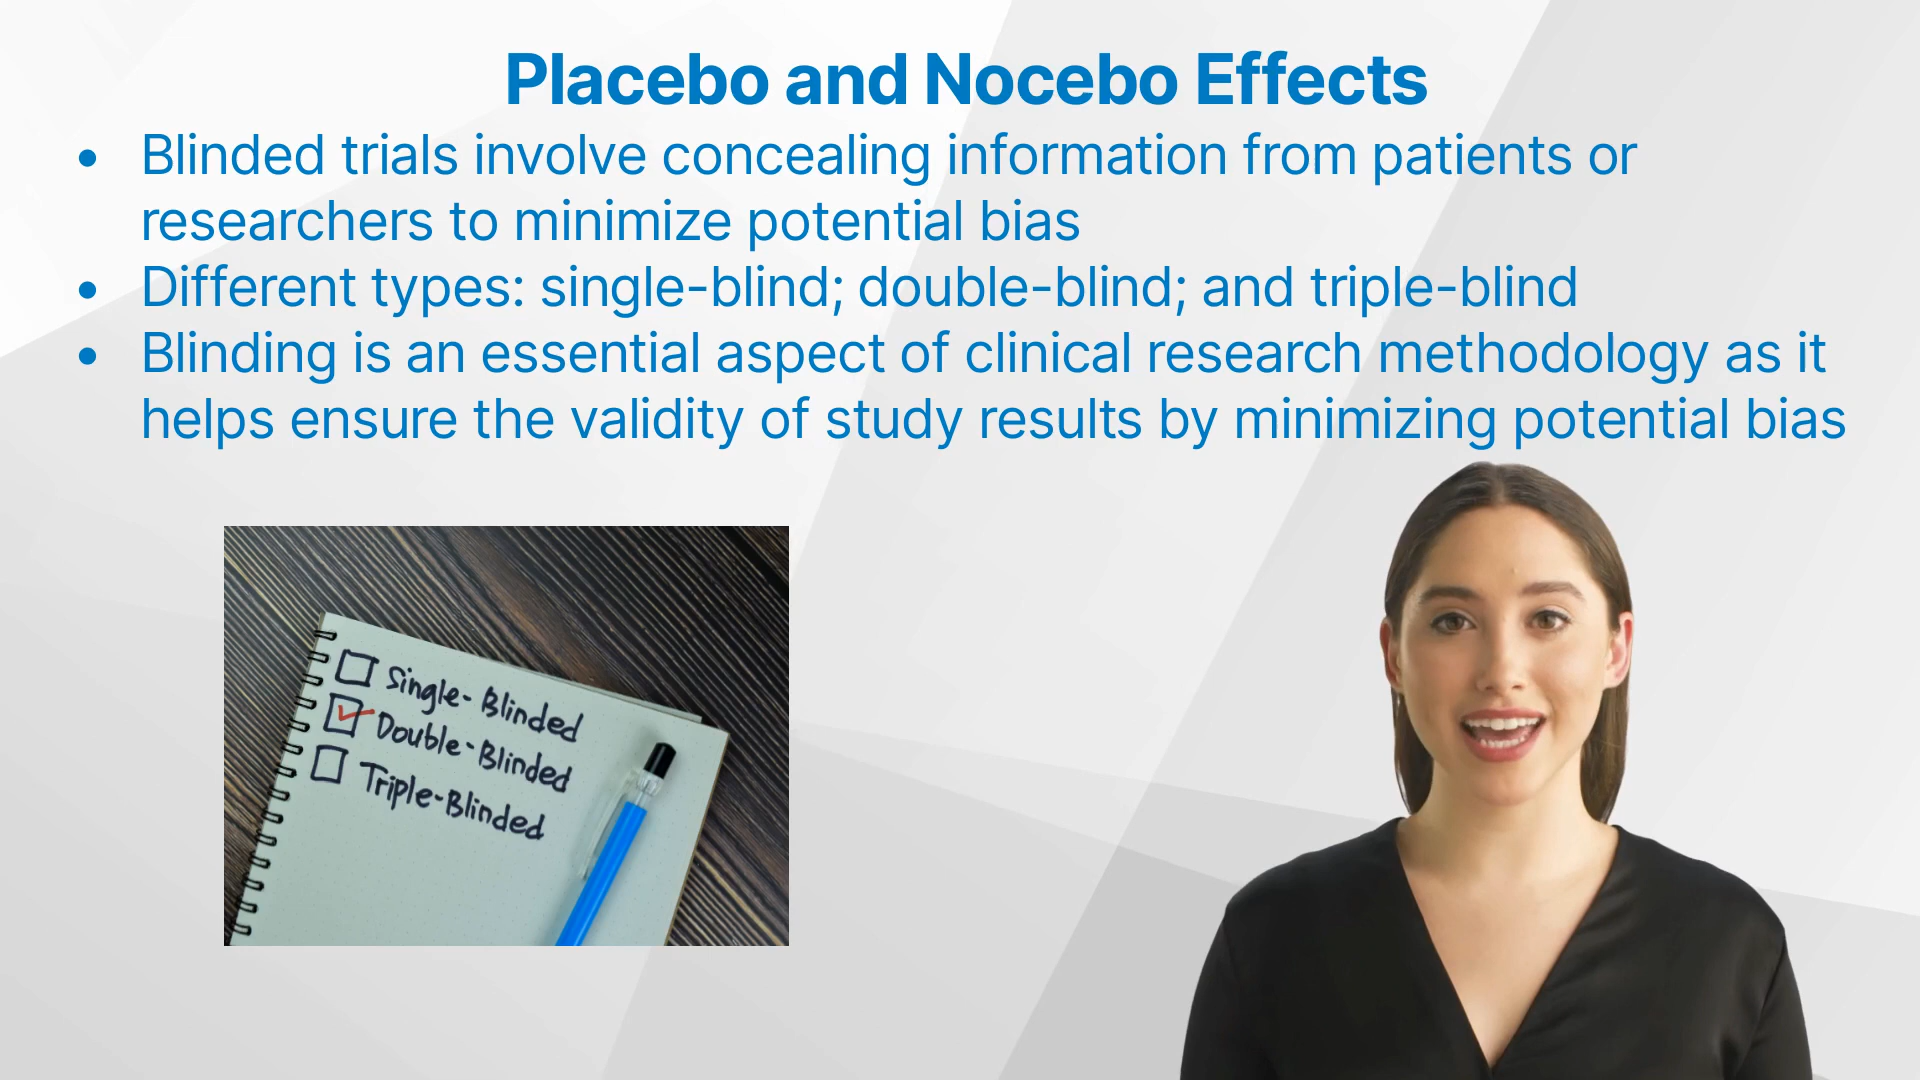 Placebo and Nocebo Effects
• Blinded trials involve concealing information from patients or
researchers to minimize potential bias
• Different types: single-blind; double-blind; and triple-blind
• Blinding is an essential aspect of clinical research methodology as it
helps ensure the validity of study results by minimizing potential bias
Single-Blinded
Double-Blinded
Triple-Blinded